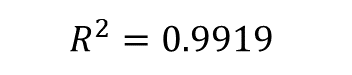 R² = 0.9919